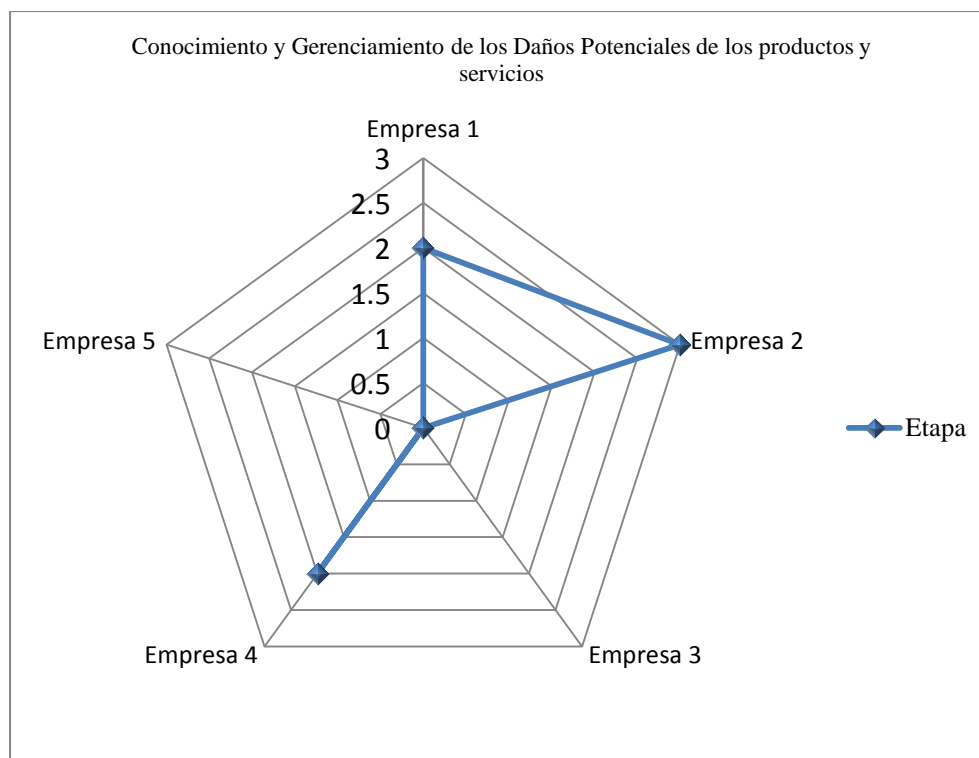 Conocimiento y Gerenciamiento de los Daños Potenciales de los productos y
servicios
Empresa 1
3
2.5
2
1.5
1
0.5
0
Empresa 5
Empresa 2
Etapa
Empresa 4
Empresa 3